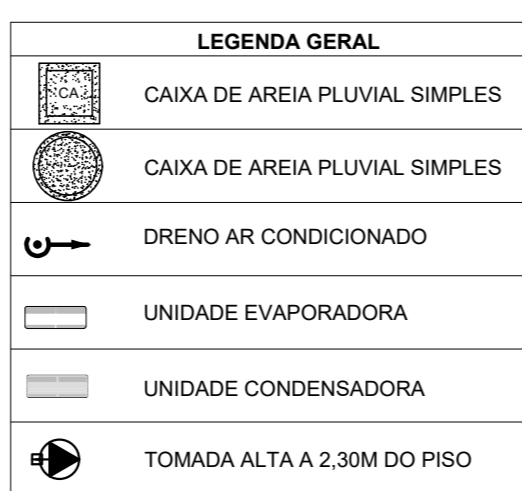 LEGENDA GERAL
CA
CAIXA DE AREIA PLUVIAL SIMPLES
CAIXA DE AREIA PLUVIAL SIMPLES
DRENO AR CONDICIONADO
UNIDADE EVAPORADORA
UNIDADE CONDENSADORA
TOMADA ALTA A 2,30M DO PISO